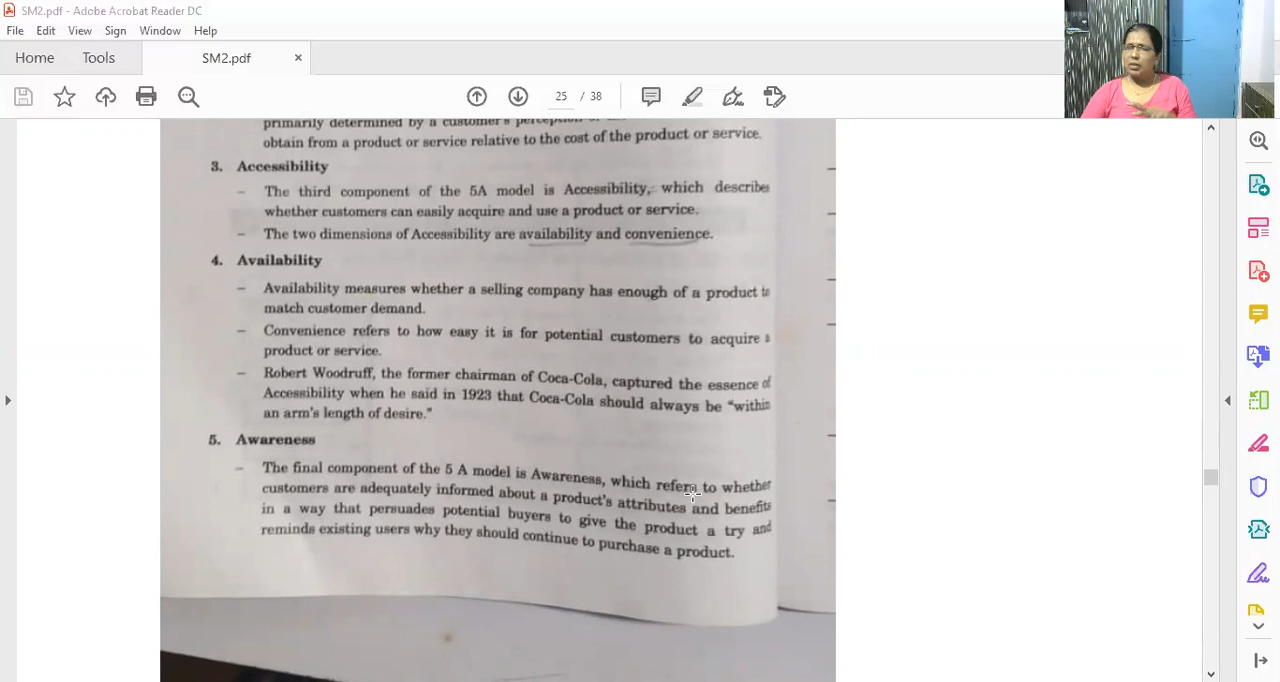 SM2.pdf - Adobe Acrobat Reader DC
File Edit View Sign Window Help
Home Tools SM2.pdf ×
25 / 38
primarily determined by a customer's perception of
obtain from a product or service relative to the cost of the product or service.
3. Accessibility
– The third component of the 5A model is Accessibility, which describes
whether customers can easily acquire and use a product or service.
– The two dimensions of Accessibility are availability and convenience.
4. Availability
– Availability measures whether a selling company has enough of a product to
match customer demand.
– Convenience refers to how easy it is for potential customers to acquire a
product or service.
– Robert Woodruff, the former chairman of Coca-Cola, captured the essence of
Accessibility when he said in 1923 that Coca-Cola should always be "within
an arm's length of desire."
5. Awareness
– The final component of the 5 A model is Awareness, which refers to whether
customers are adequately informed about a product's attributes and benefits
in a way that persuades potential buyers to give the product a try and
reminds existing users why they should continue to purchase a product.